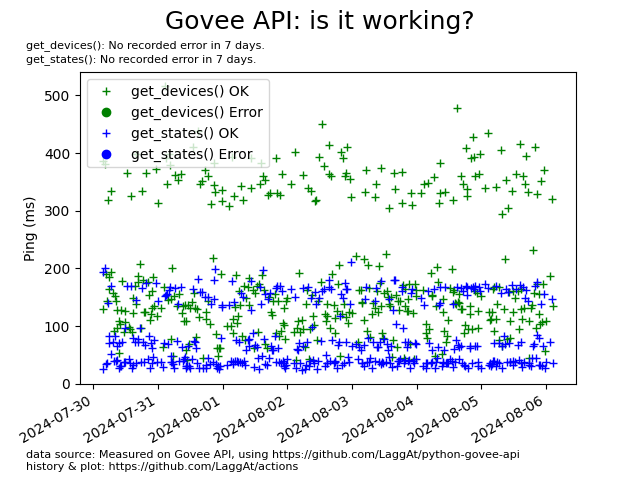 Govee API: is it working?
get_devices(): No recorded error in 7 days.
get_states(): No recorded error in 7 days.
get_devices() OK
get_devices() Error
get_states() OK
get_states() Error
Ping (ms)
500
400
300
200
100
0
2024-07-30
2024-07-31
2024-08-01
2024-08-02
2024-08-03
2024-08-04
2024-08-05
2024-08-06
data source: Measured on Govee API, using https://github.com/LaggAt/python-govee-api
history & plot: https://github.com/LaggAt/actions